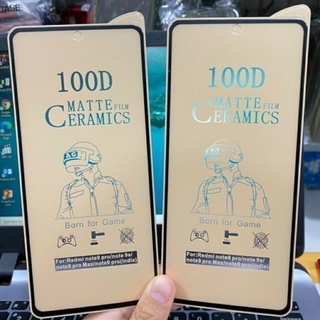 100D
MATTE FILM
CERAMICS
AG
Born for Game
For:Redmi note9 pro/note 9s/
note9 pro Max/note9 pro(india)
100D
MATTE FILM
CERAMICS
AG
Born for Game
For:Redmi note9 pro/note 9s/
note9 pro Max/note9 pro(india)